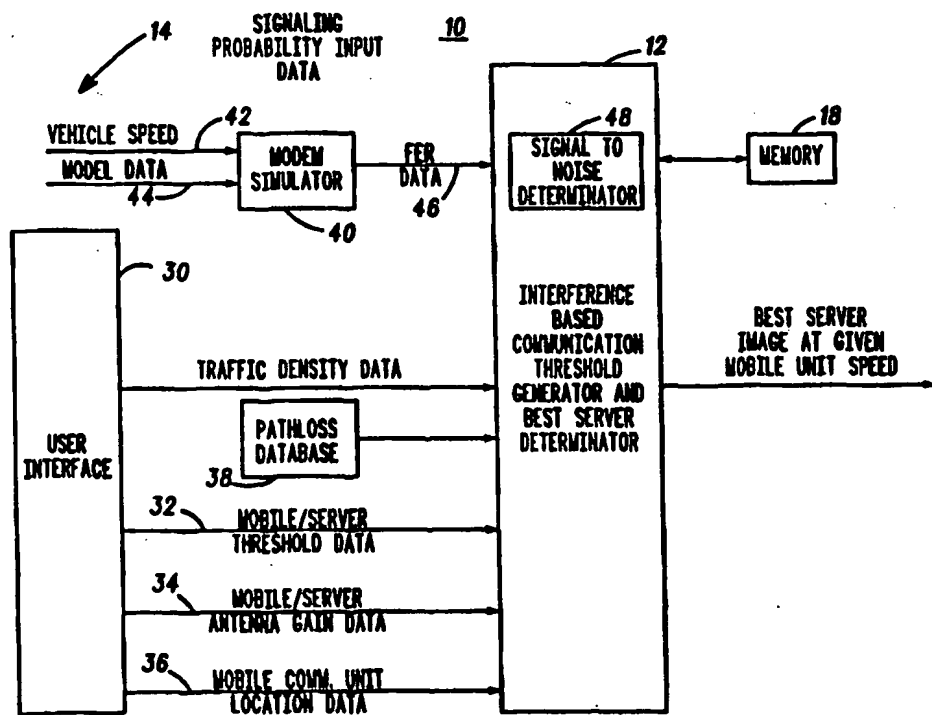 14
SIGNALING
PROBABILITY INPUT
DATA
10
12
VEHICLE SPEED
42
MODEL DATA
44
MODEM
SIMULATOR
40
FER
DATA
46
48
SIGNAL TO
NOISE
DETERMINATOR
18
MEMORY
30
USER
INTERFACE
TRAFFIC DENSITY DATA
PATHLOSS
DATABASE
38
32
MOBILE/SERVER
THRESHOLD DATA
34
MOBILE/SERVER
ANTENNA GAIN DATA
36
MOBILE COMM. UNIT
LOCATION DATA
INTERFERENCE
BASED
COMMUNICATION
THRESHOLD
GENERATOR AND
BEST SERVER
DETERMINATOR
BEST SERVER
IMAGE AT GIVEN
MOBILE UNIT SPEED